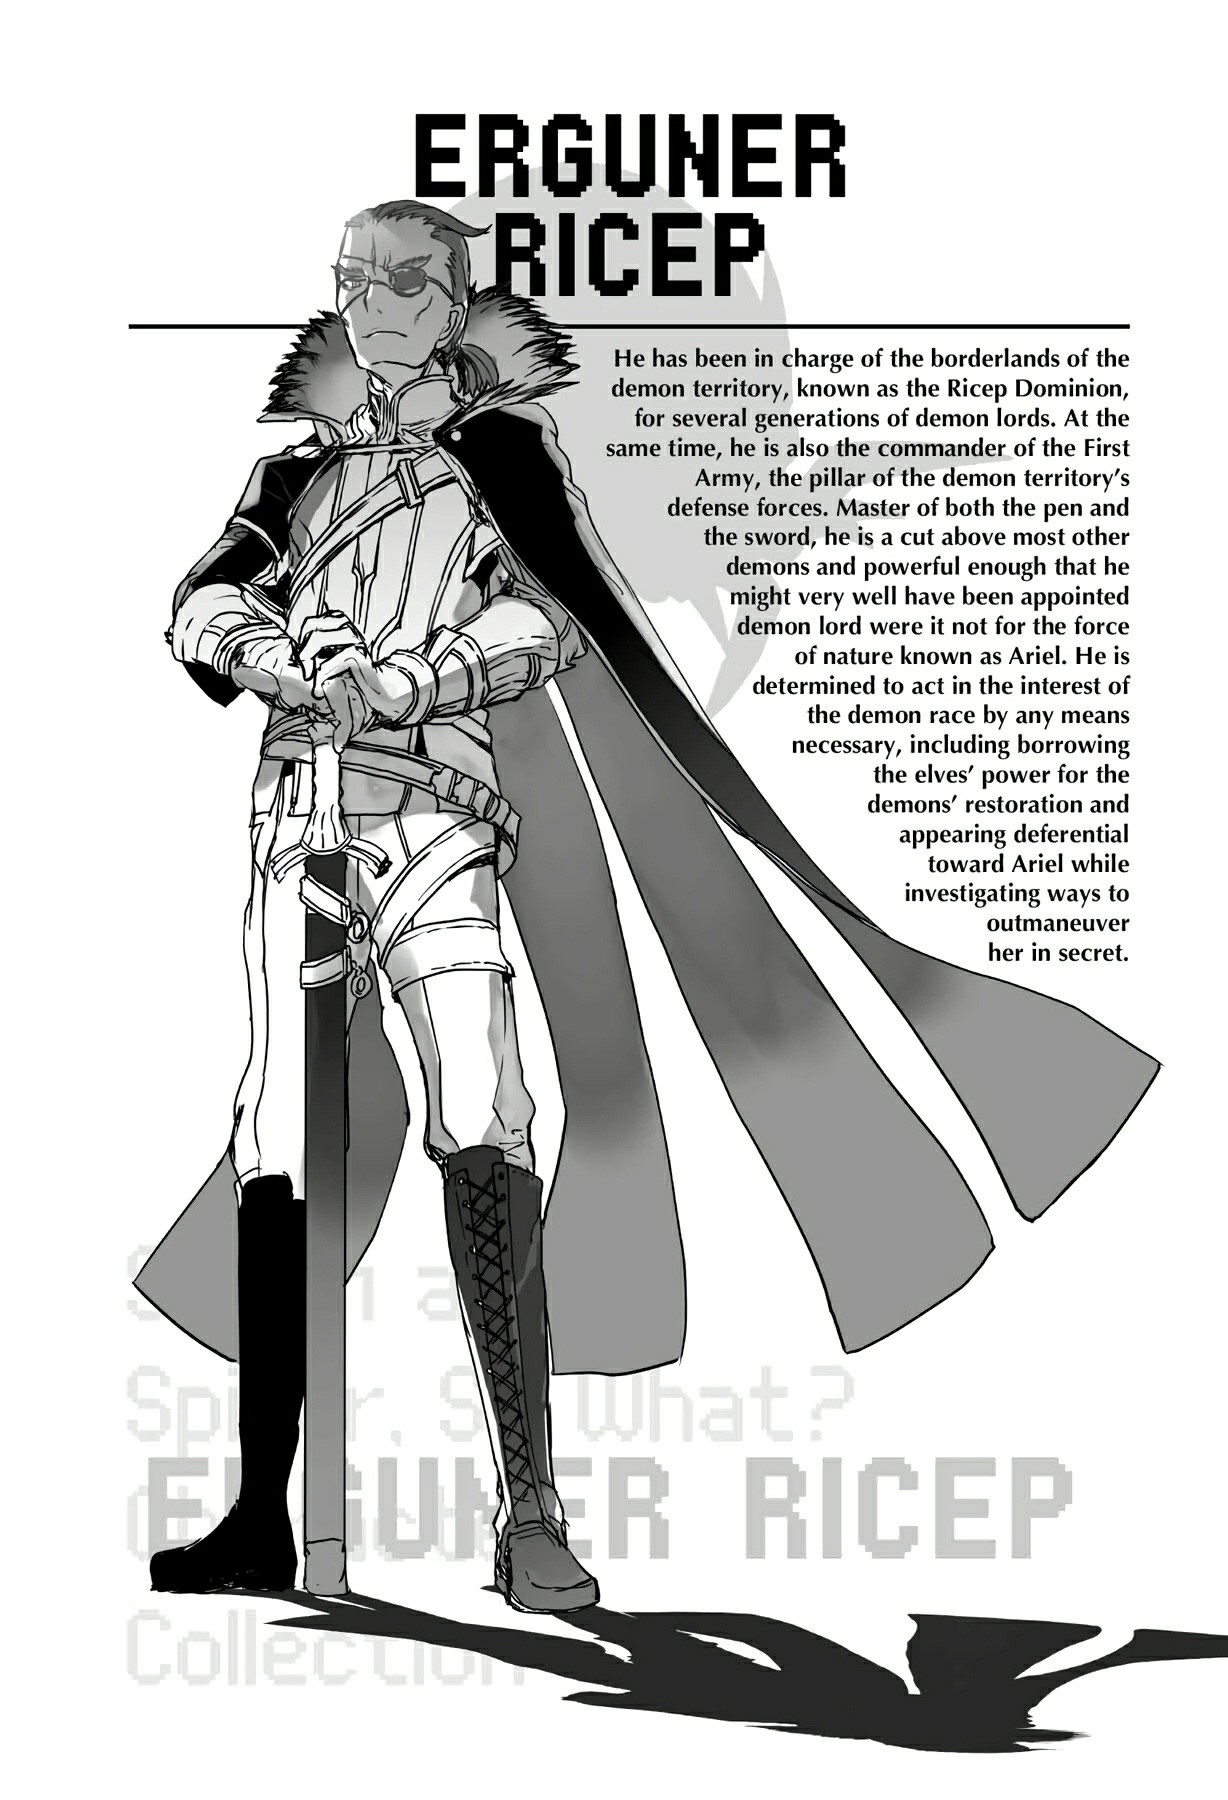 ERGUNER
RICEP
He has been in charge of the borderlands of the
demon territory, known as the Ricep Dominion,
for several generations of demon lords. At the
same time, he is also the commander of the First
Army, the pillar of the demon territory’s
defense forces. Master of both the pen and
the sword, he is a cut above most other
demons and powerful enough that he
might very well have been appointed
demon lord were it not for the force
of nature known as Ariel. He is
determined to act in the interest of
the demon race by any means
necessary, including borrowing
the elves’ power for the
demons’ restoration and
appearing deferential
toward Ariel while
investigating ways to
outmaneuver
her in secret.
a
What?
ERGUNER RICEP
Collection